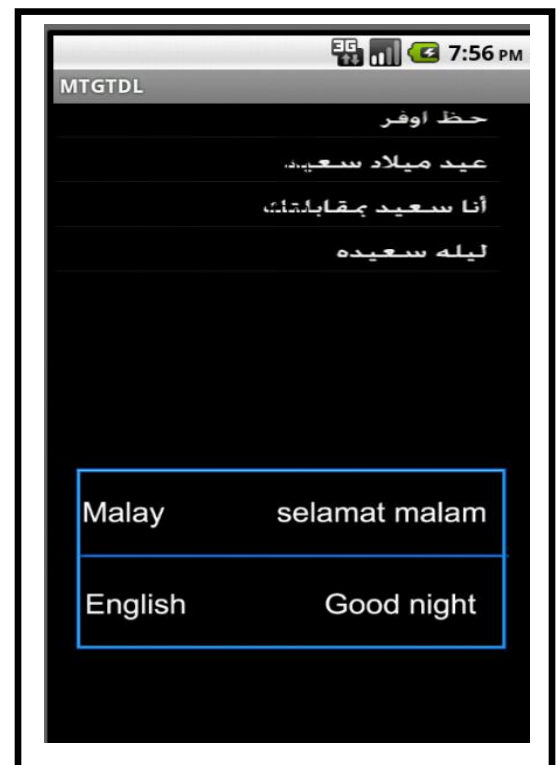 3G 7:56 PM
MTGTDL
حظ اوفر
عيد ميلاد سعيد
أنا سعيد بمقابلتك
ليله سعيده
Malay selamat malam
English Good night